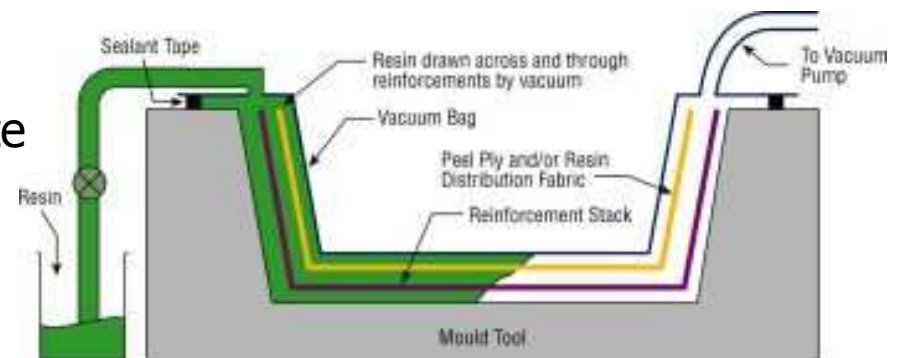 Sealant Tape
Resin drawn across and through
reinforcements by vacuum
To Vacuum
Pump
Vacuum Bag
Peel Ply and/or Resin
Distribution Fabric
Resin
Reinforcement Stack
Mould Tool